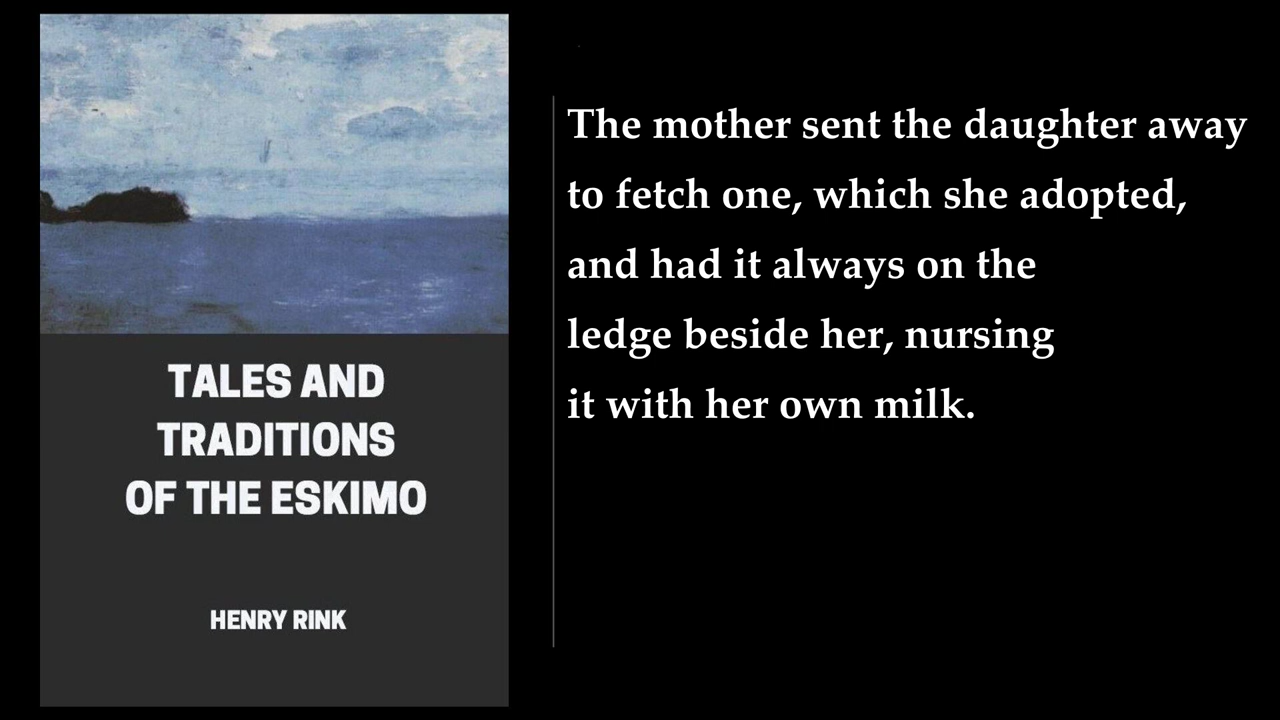 TALES AND
TRADITIONS
OF THE ESKIMO
HENRY RINK
The mother sent the daughter away
to fetch one, which she adopted,
and had it always on the
ledge beside her, nursing
it with her own milk.